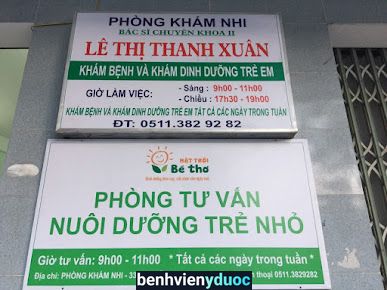 PHÒNG KHÁM NHI
BÁC SĨ CHUYÊN KHOA II
LÊ THỊ THANH XUÂN
KHÁM BỆNH VÀ KHÁM DINH DƯỠNG TRẺ EM
GIỜ LÀM VIỆC:
- Sáng : 9h00 - 11h00
- Chiều : 17h30 - 19h00
KHÁM BỆNH VÀ KHÁM DINH DƯỠNG TRẺ EM TẤT CẢ CÁC NGÀY TRONG TUẦN
ĐT: 0511.382 92 82
MẶT TRỜI
Bé thơ
PHÒNG TƯ VẤN
NUÔI DƯỠNG TRẺ NHỎ
Giờ tư vấn: 9h00 - 11h00 * Tất cả các ngày trong tuần *
Địa chỉ: PHÒNG KHÁM NHI - 33 thoại 0511.3829282
benhvienyduoc